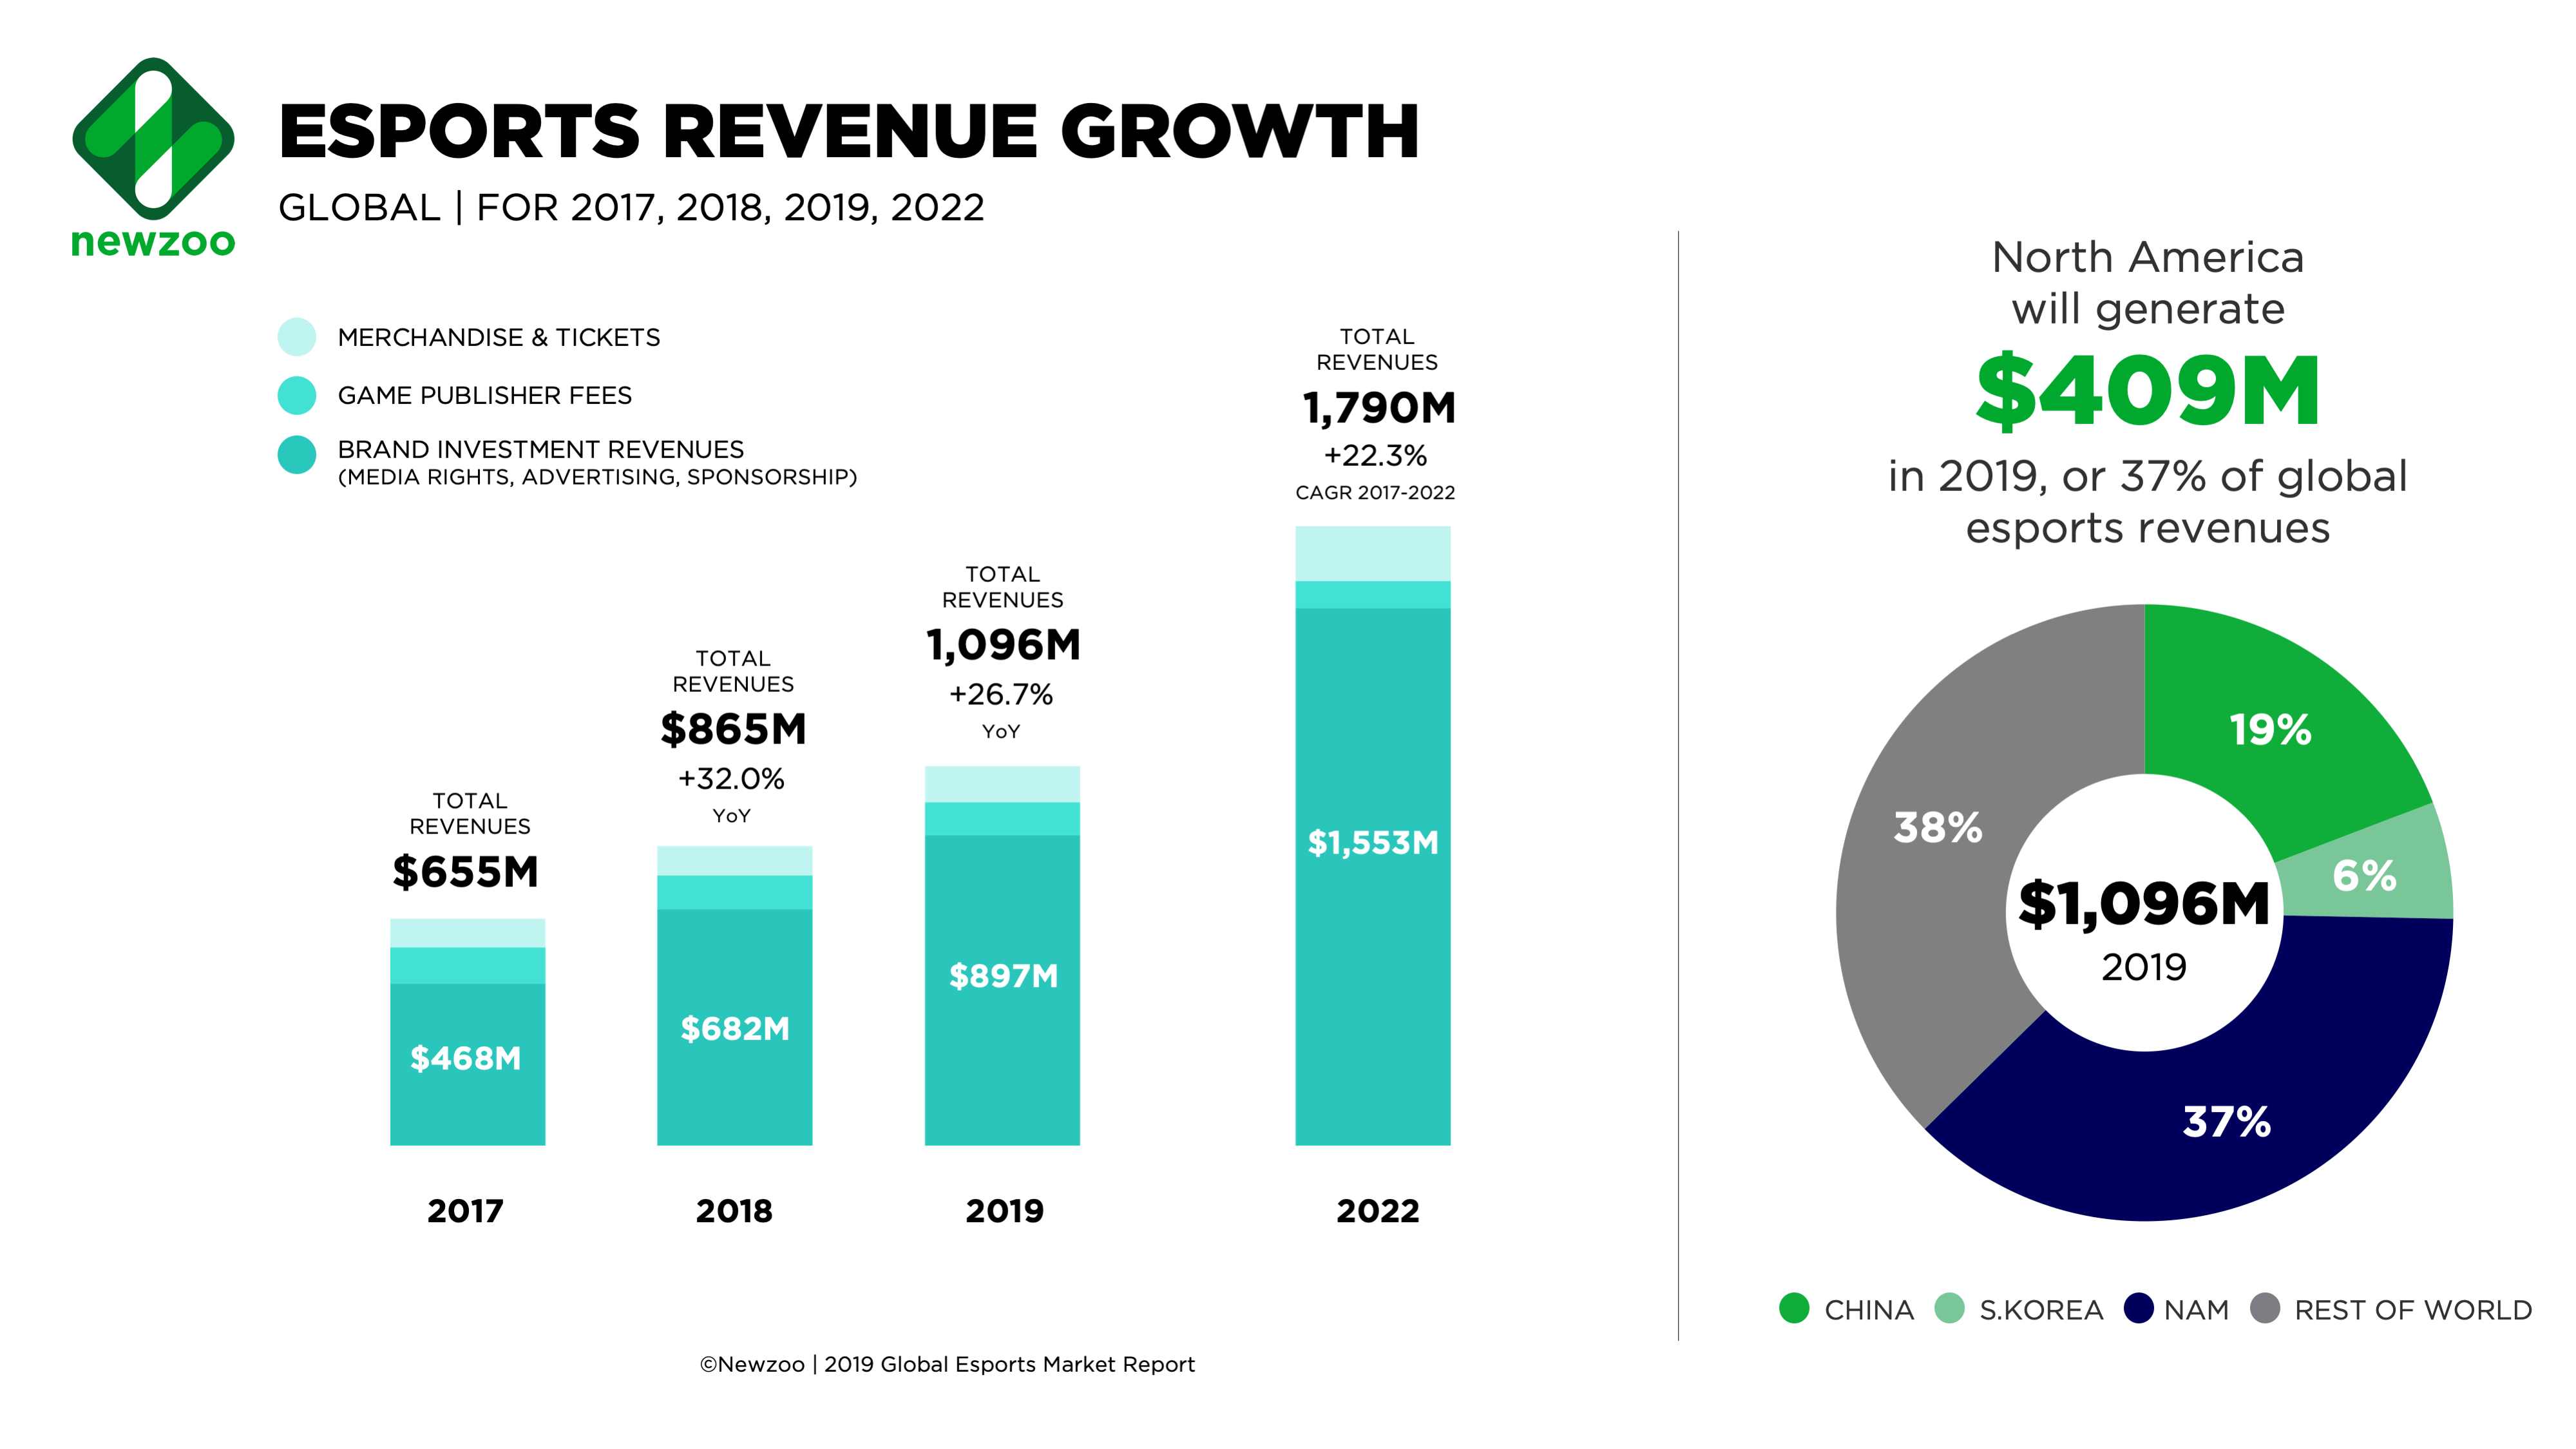 newzoo
ESPORTS REVENUE GROWTH
GLOBAL | FOR 2017, 2018, 2019, 2022
MERCHANDISE & TICKETS
GAME PUBLISHER FEES
BRAND INVESTMENT REVENUES
(MEDIA RIGHTS, ADVERTISING, SPONSORSHIP)
TOTAL
REVENUES
$655M
$468M
2017
TOTAL
REVENUES
$865M
+32.0%
YoY
$682M
2018
TOTAL
REVENUES
1,096M
+26.7%
YoY
$897M
2019
TOTAL
REVENUES
1,790M
+22.3%
CAGR 2017-2022
$1,553M
2022
©Newzoo | 2019 Global Esports Market Report
North America
will generate
$409M
in 2019, or 37% of global
esports revenues
19%
6%
37%
38%
$1,096M
2019
CHINA
S.KOREA
NAM
REST OF WORLD